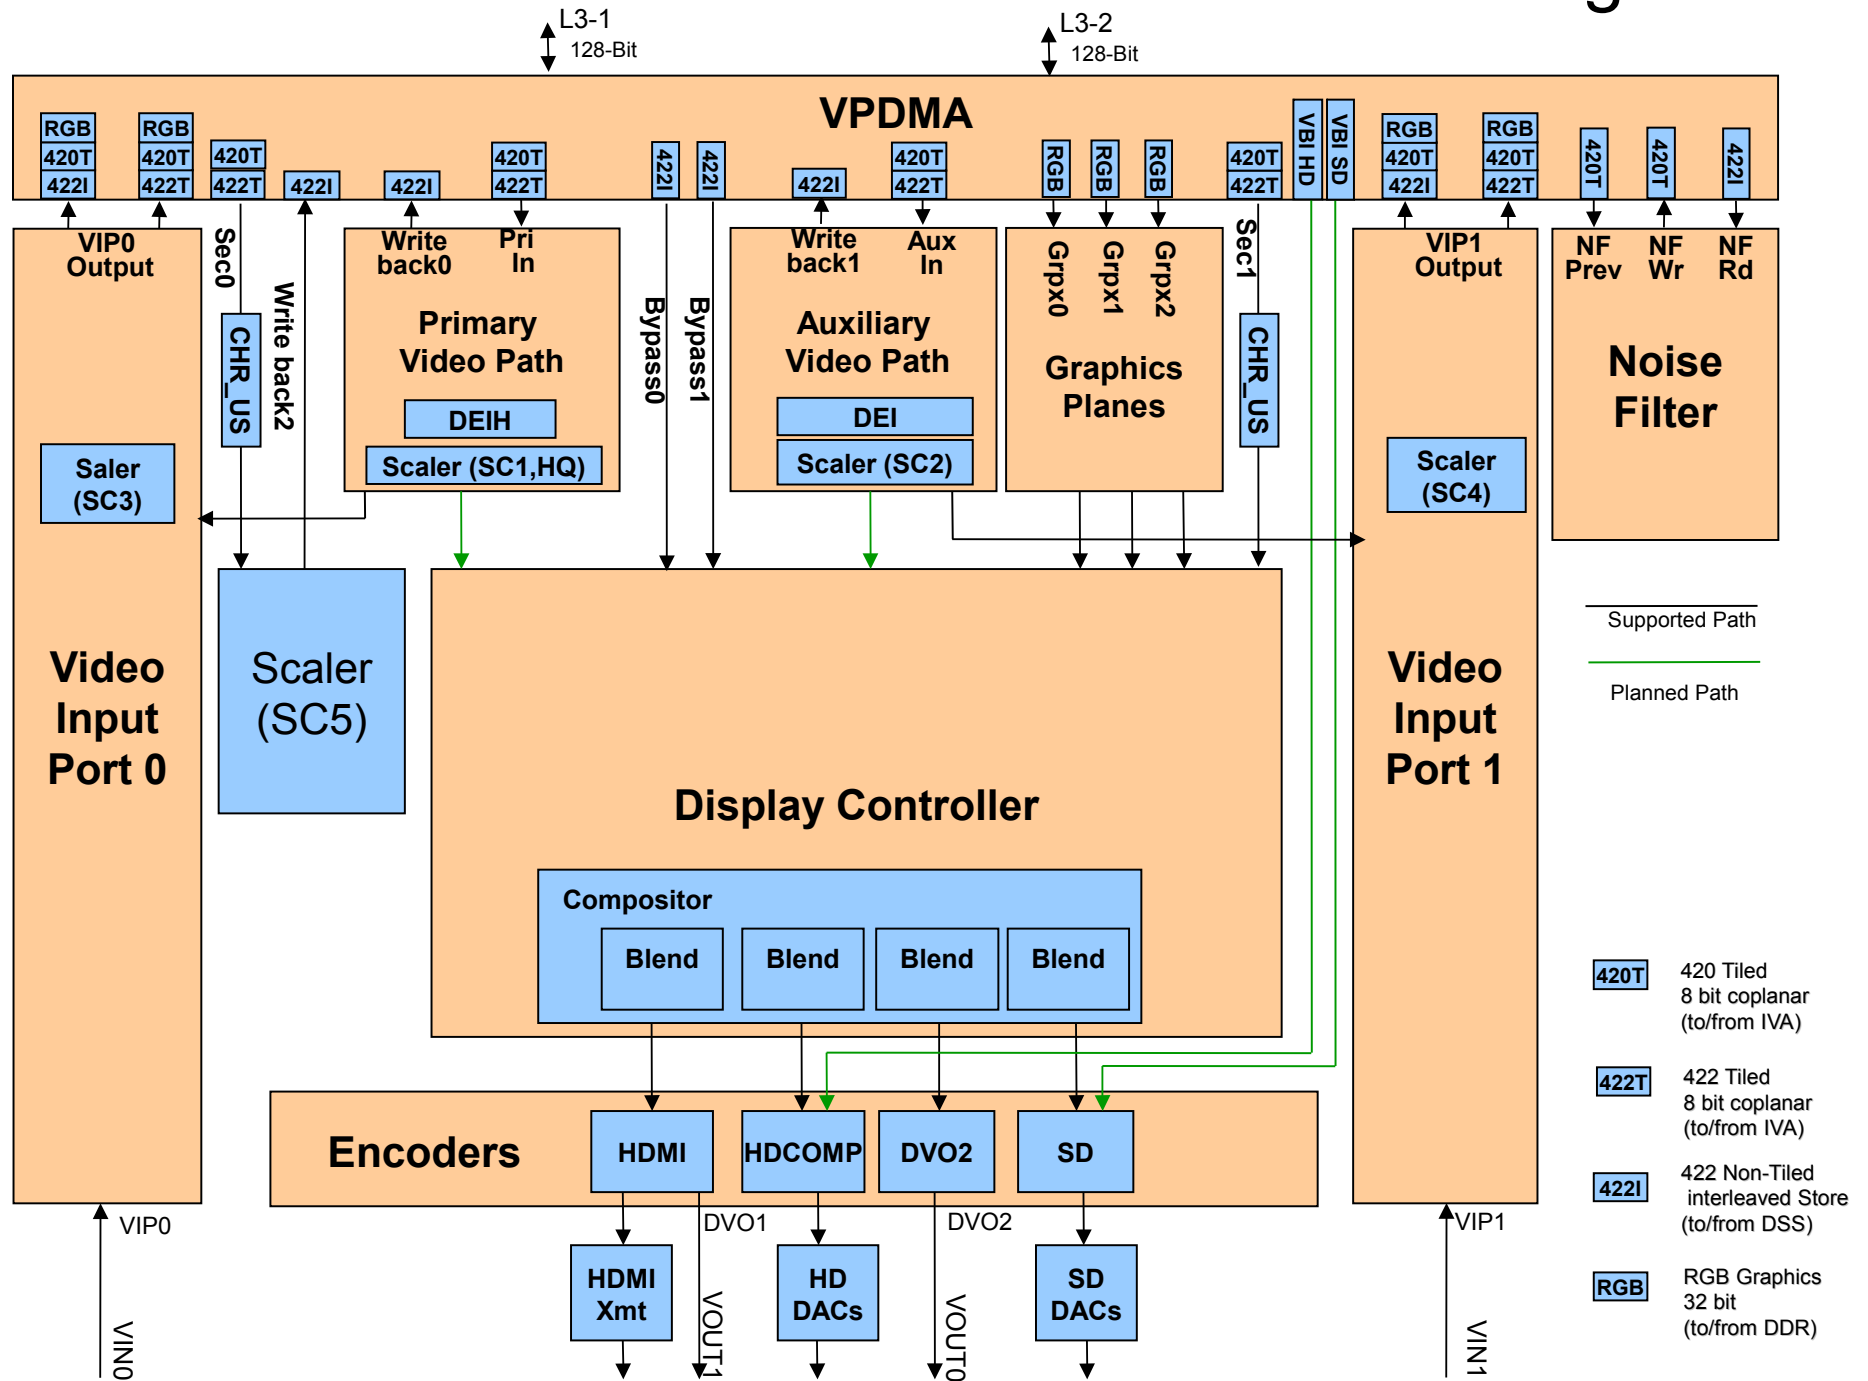 g
L3-1
128-Bit
L3-2
128-Bit
VPDMA
RGB
420T
422I
RGB
420T
422T
420T
422T
422I
422I
420T
422T
422I
422I
422I
420T
422T
RGB
RGB
RGB
420T
422T
VBI HD
VBI SD
RGB
420T
422I
RGB
420T
422T
420T
420T
422I
VIP0
Output
Sec0
Write back2
Write
back0
Pri
In
Bypass0
Bypass1
Write
back1
Aux
In
Grpx0
Grpx1
Grpx2
Sec1
VIP1
Output
NF
Prev
NF
Wr
NF
Rd
CHR_US
Primary
Video Path
DEIH
Scaler (SC1,HQ)
Auxiliary
Video Path
DEI
Scaler (SC2)
Graphics
Planes
CHR_US
Noise
Filter
Saler
(SC3)
Scaler
(SC4)
Video
Input
Port 0
Scaler
(SC5)
Display Controller
Video
Input
Port 1
Supported Path
Planned Path
Compositor
Blend
Blend
Blend
Blend
Encoders
HDMI
HDCOMP
DVO2
SD
VIP0
DVO1
DVO2
VIP1
HDMI
Xmt
HD
DACs
SD
DACs
VIN0
VOUT1
VOUT0
VIN1
420T
420 Tiled
8 bit coplanar
(to/from IVA)
422T
422 Tiled
8 bit coplanar
(to/from IVA)
422I
422 Non-Tiled
interleaved Store
(to/from DSS)
RGB
RGB Graphics
32 bit
(to/from DDR)